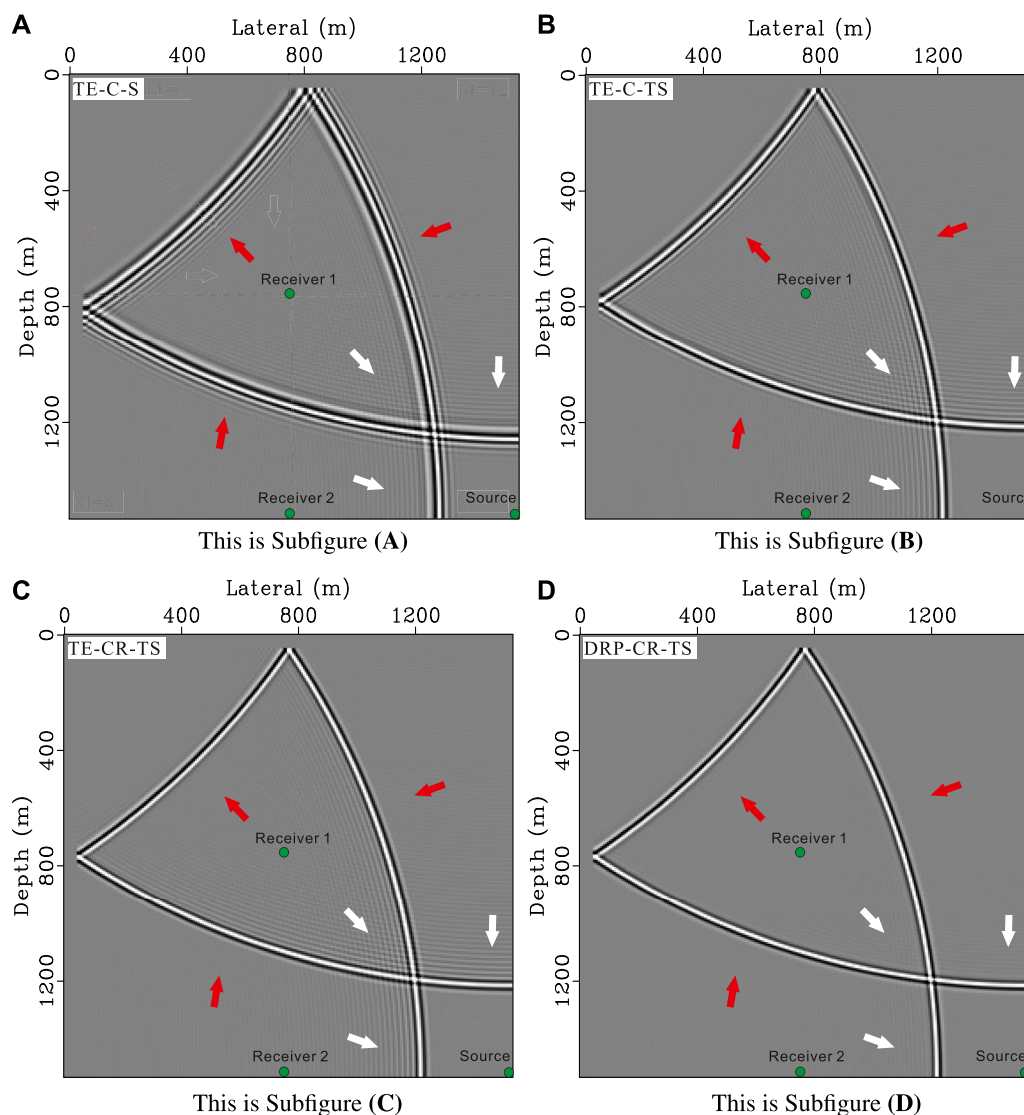 A
Lateral (m)
0 400 800 1200
0
TE-C-S
400
Depth (m)
Receiver 1
800
1200
Receiver 2
Source
This is Subfigure (A)
B
Lateral (m)
0 400 800 1200
0
TE-C-TS
400
Depth (m)
Receiver 1
800
1200
Receiver 2
Sourc
This is Subfigure (B)
C
Lateral (m)
0 400 800 1200
0
TE-CR-TS
400
Depth (m)
Receiver 1
800
1200
Receiver 2
Source
This is Subfigure (C)
D
Lateral (m)
0 400 800 1200
0
DRP-CR-TS
400
Depth (m)
Receiver 1
800
1200
Receiver 2
Sourc
This is Subfigure (D)